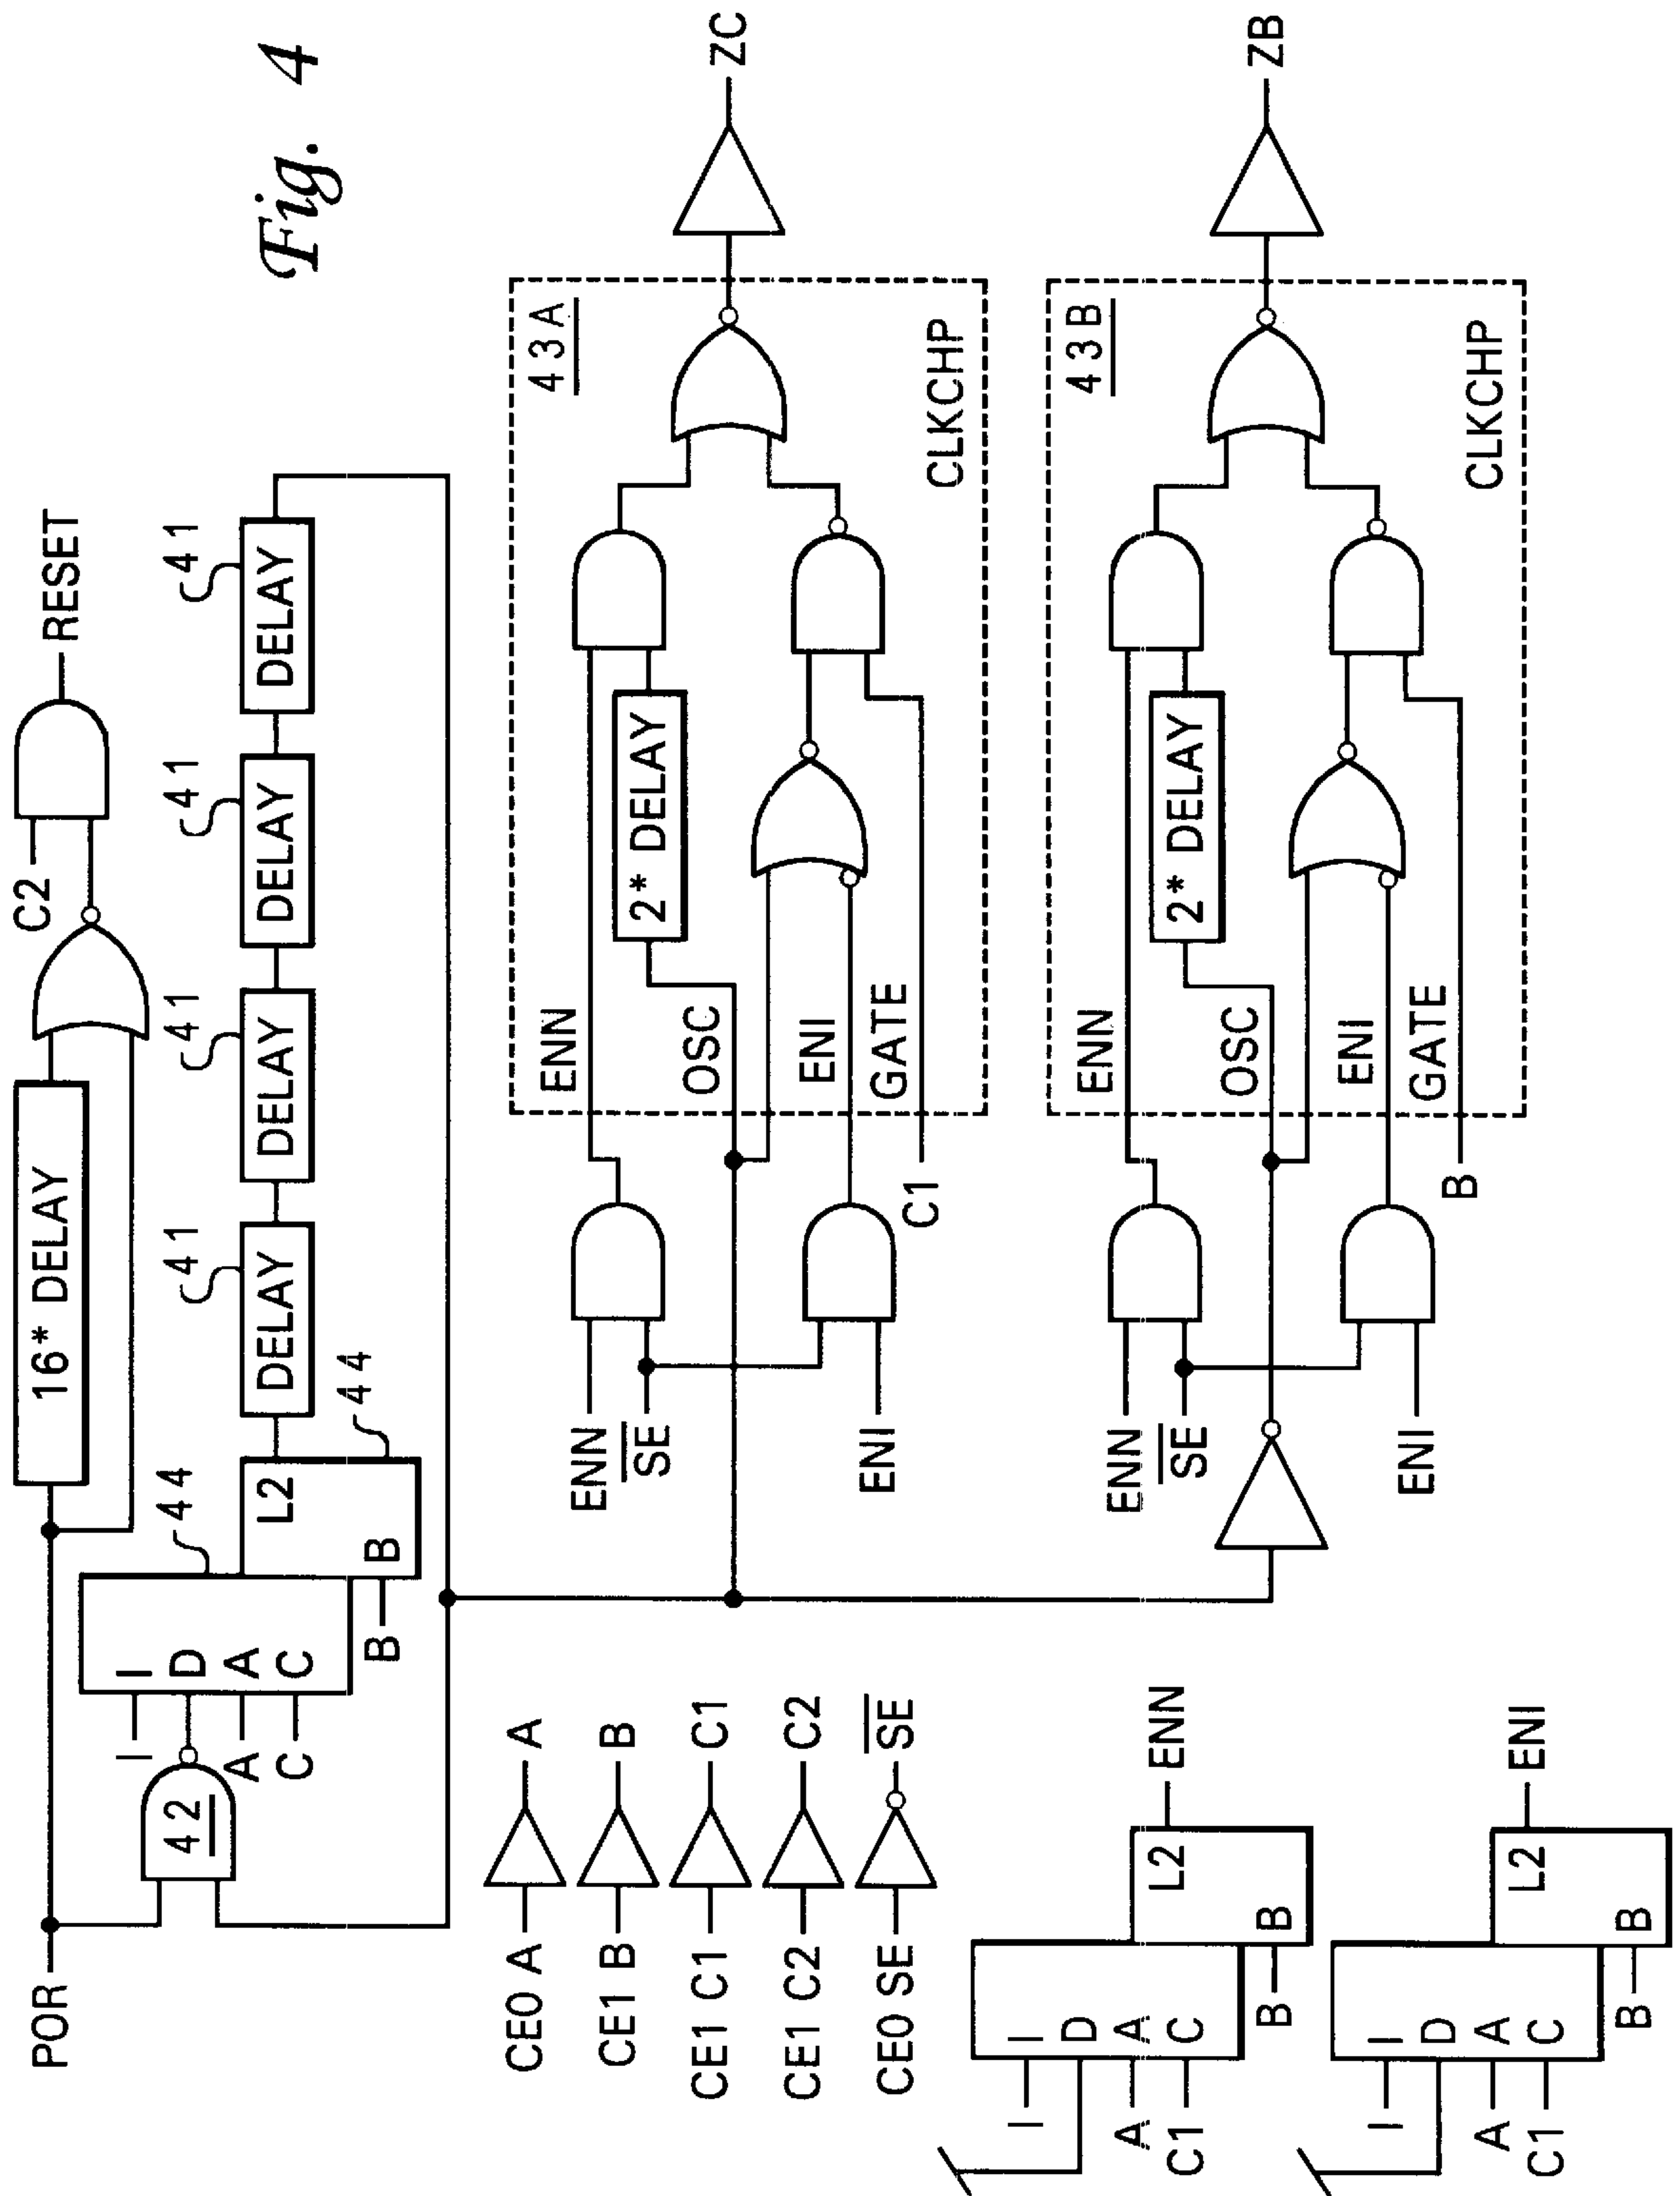 Fig. 4
POR
16* DELAY
C2
RESET
42
I
A
C
I
D
A
C
44
B
L2
B
44
DELAY
41
DELAY
41
DELAY
41
DELAY
41
CE0 A
A
CE1 B
B
CE1 C1
C1
CE1 C2
C2
CE0 SE
S̅E̅
ENN
S̅E̅
ENI
C1
ENN
OSC
ENI
GATE
2* DELAY
43A
CLKCHP
ZC
ENN
S̅E̅
ENI
B
ENN
OSC
ENI
GATE
2* DELAY
43B
CLKCHP
ZB
I
A
C1
I
D
A
C
B
L2
B
ENN
I
A
C1
I
D
A
C
B
L2
B
ENI